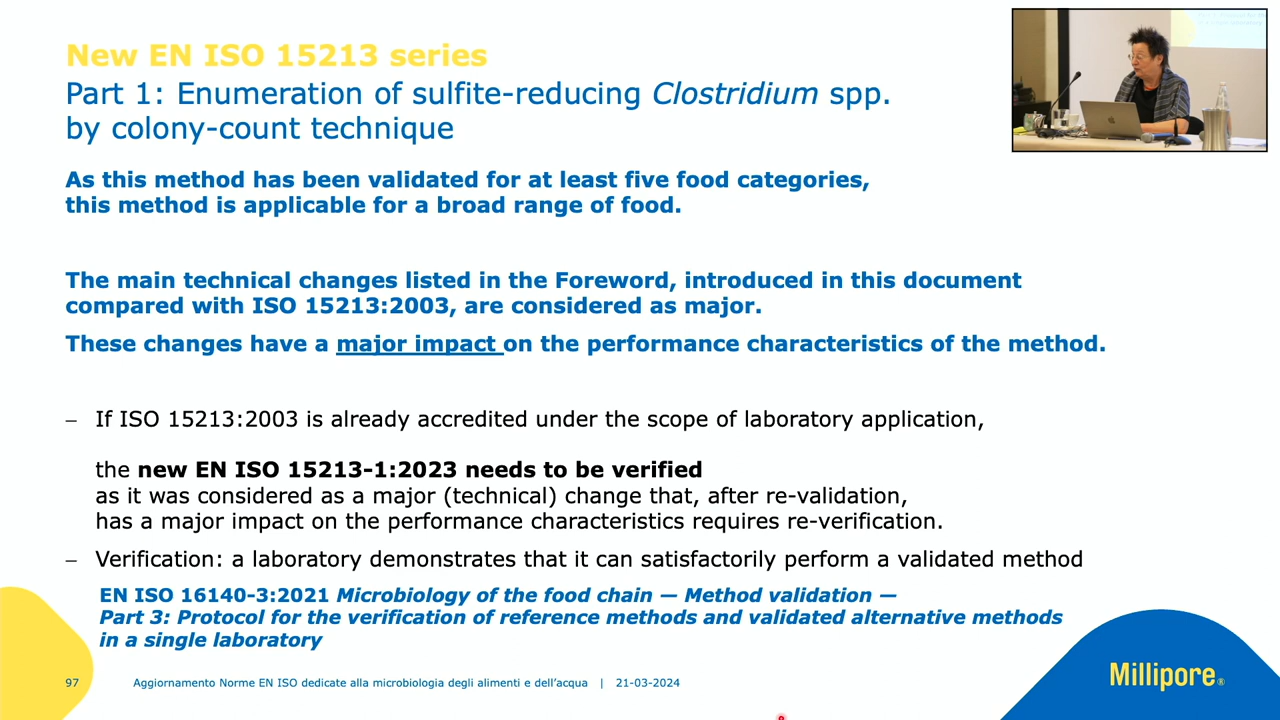 New EN ISO 15213 series
Part 1: Enumeration of sulfite-reducing Clostridium spp.
by colony-count technique
As this method has been validated for at least five food categories,
this method is applicable for a broad range of food.
The main technical changes listed in the Foreword, introduced in this document
compared with ISO 15213:2003, are considered as major.
These changes have a major impact on the performance characteristics of the method.
– If ISO 15213:2003 is already accredited under the scope of laboratory application,
the new EN ISO 15213-1:2023 needs to be verified
as it was considered as a major (technical) change that, after re-validation,
has a major impact on the performance characteristics requires re-verification.
– Verification: a laboratory demonstrates that it can satisfactorily perform a validated method
EN ISO 16140-3:2021 Microbiology of the food chain — Method validation —
Part 3: Protocol for the verification of reference methods and validated alternative methods
in a single laboratory
97 Aggiornamento Norme EN ISO dedicate alla microbiologia degli alimenti e dell’acqua | 21-03-2024
Millipore®